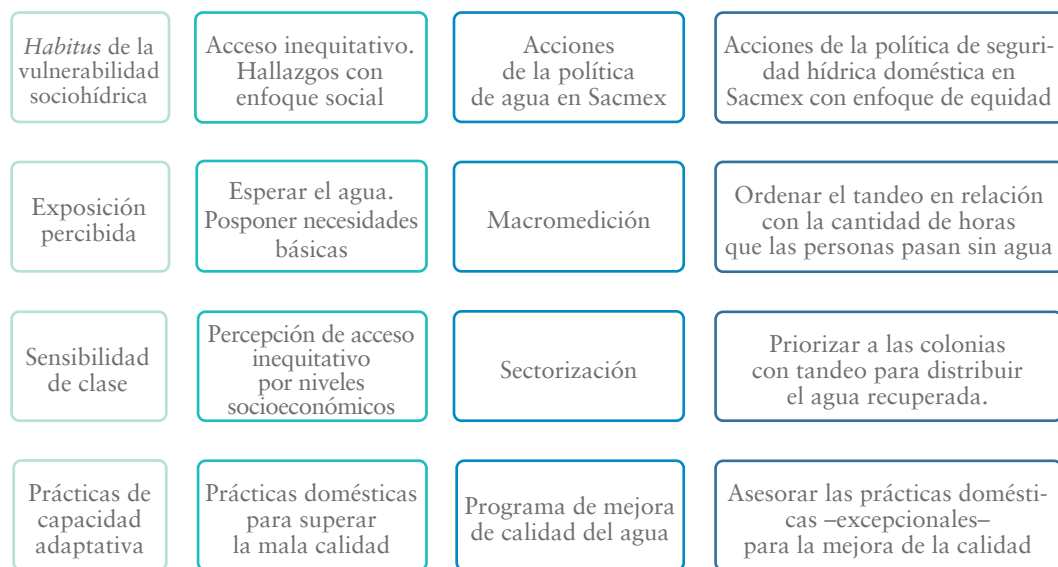 Habitus de la
vulnerabilidad
sociohídrica
Acceso inequitativo.
Hallazgos con
enfoque social
Acciones
de la política
de agua en Sacmex
Acciones de la política de seguri-
dad hídrica doméstica en
Sacmex con enfoque de equidad
Exposición
percibida
Esperar el agua.
Posponer necesidades
básicas
Macromedición
Ordenar el tandeo en relación
con la cantidad de horas
que las personas pasan sin agua
Sensibilidad
de clase
Percepción de acceso
inequitativo
por niveles
socioeconómicos
Sectorización
Priorizar a las colonias
con tandeo para distribuir
el agua recuperada.
Prácticas de
capacidad
adaptativa
Prácticas domésticas
para superar
la mala calidad
Programa de mejora
de calidad del agua
Asesorar las prácticas domésti-
cas –excepcionales–
para la mejora de la calidad